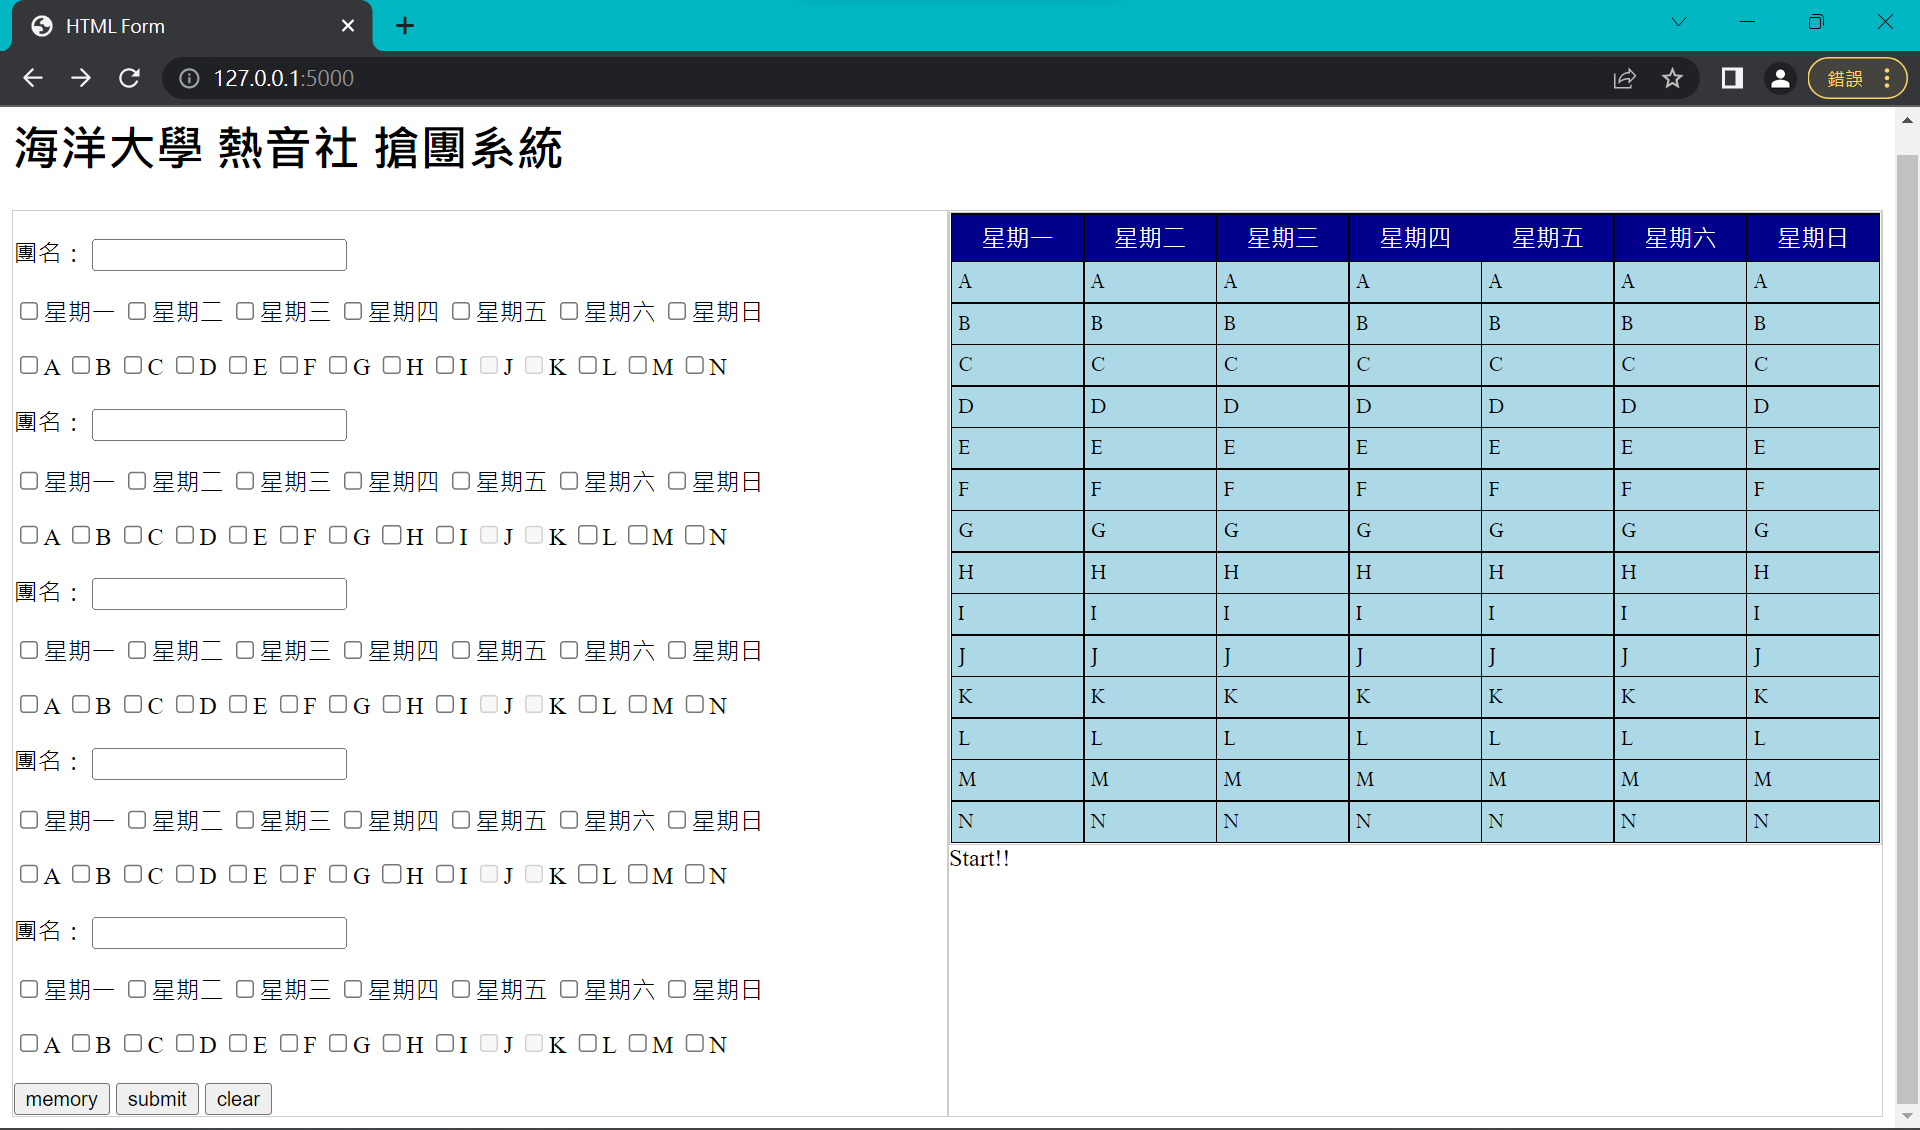 HTML Form
127.0.0.1:5000
錯誤
海洋大學 熱音社 搶團系統
團名：
星期一 星期二 星期三 星期四 星期五 星期六 星期日
A B C D E F G H I J K L M N
團名：
星期一 星期二 星期三 星期四 星期五 星期六 星期日
A B C D E F G H I J K L M N
團名：
星期一 星期二 星期三 星期四 星期五 星期六 星期日
A B C D E F G H I J K L M N
團名：
星期一 星期二 星期三 星期四 星期五 星期六 星期日
A B C D E F G H I J K L M N
團名：
星期一 星期二 星期三 星期四 星期五 星期六 星期日
A B C D E F G H I J K L M N
memory submit clear
星期一 星期二 星期三 星期四 星期五 星期六 星期日
A A A A A A A
B B B B B B B
C C C C C C C
D D D D D D D
E E E E E E E
F F F F F F F
G G G G G G G
H H H H H H H
I I I I I I I
J J J J J J J
K K K K K K K
L L L L L L L
M M M M M M M
N N N N N N N
Start!!